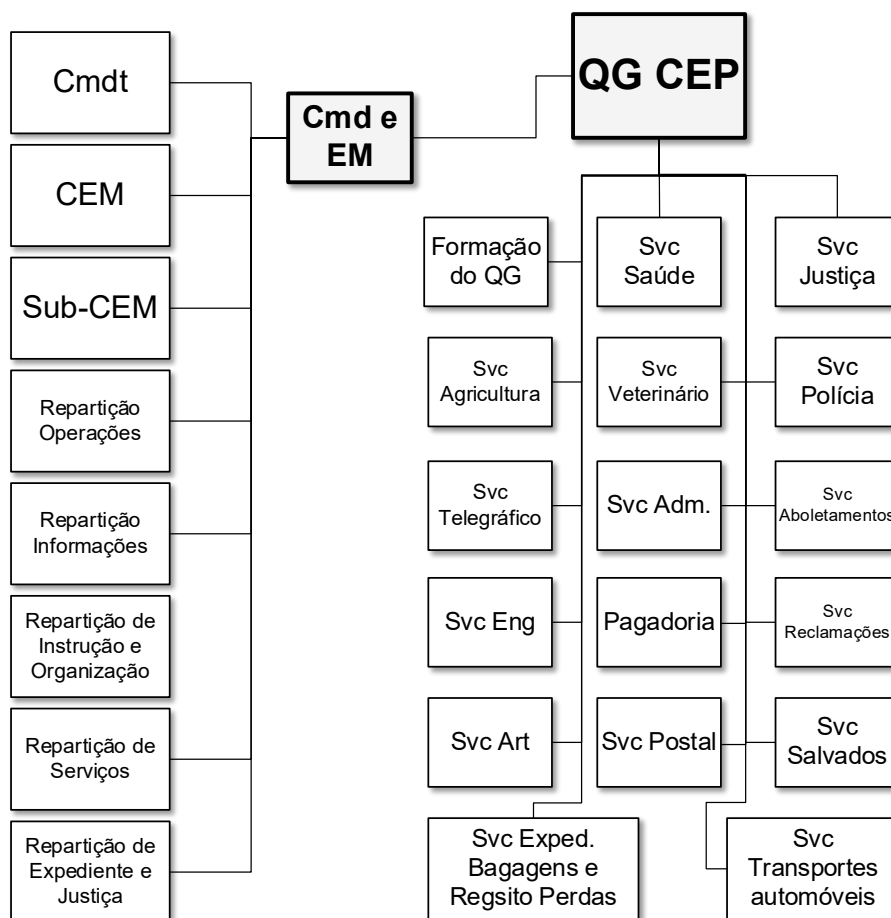 QG CEP
Cmd e
EM
Cmdt
CEM
Sub-CEM
Repartição
Operações
Repartição
Informações
Repartição de
Instrução e
Organização
Repartição de
Serviços
Repartição de
Expediente e
Justiça
Formação
do QG
Svc
Saúde
Svc
Justiça
Svc
Agricultura
Svc
Veterinário
Svc
Polícia
Svc
Telegráfico
Svc Adm.
Svc
Aboletamentos
Svc Eng
Pagadoria
Svc
Reclamações
Svc Art
Svc Postal
Svc
Salvados
Svc Exped.
Bagagens e
Regsito Perdas
Svc
Transportes
automóveis